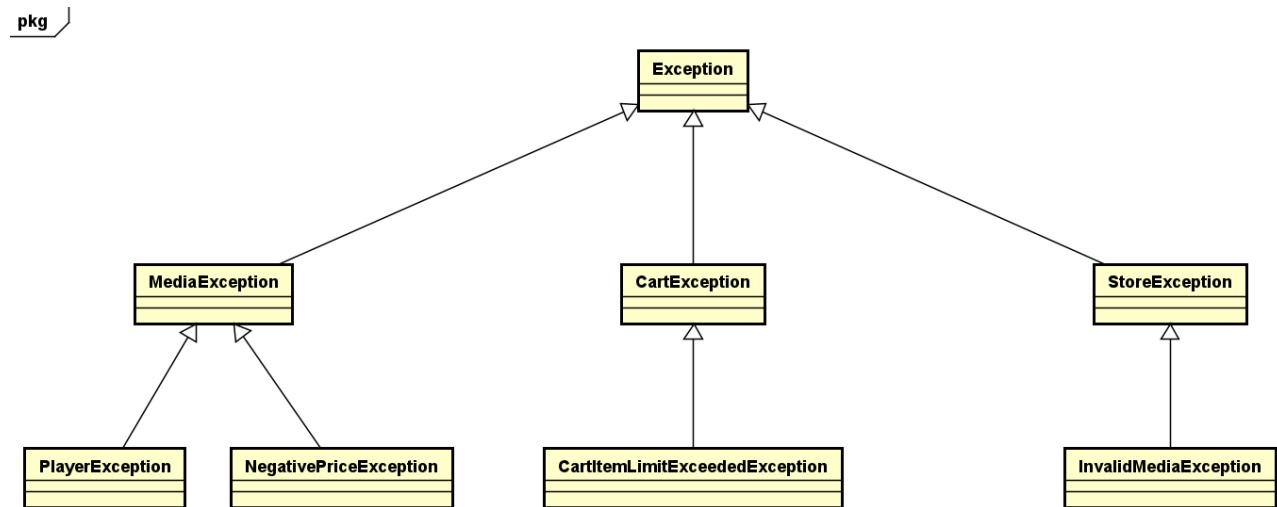 pkg
Exception
MediaException
CartException
StoreException
PlayerException
NegativePriceException
CartItemLimitExceededException
InvalidMediaException